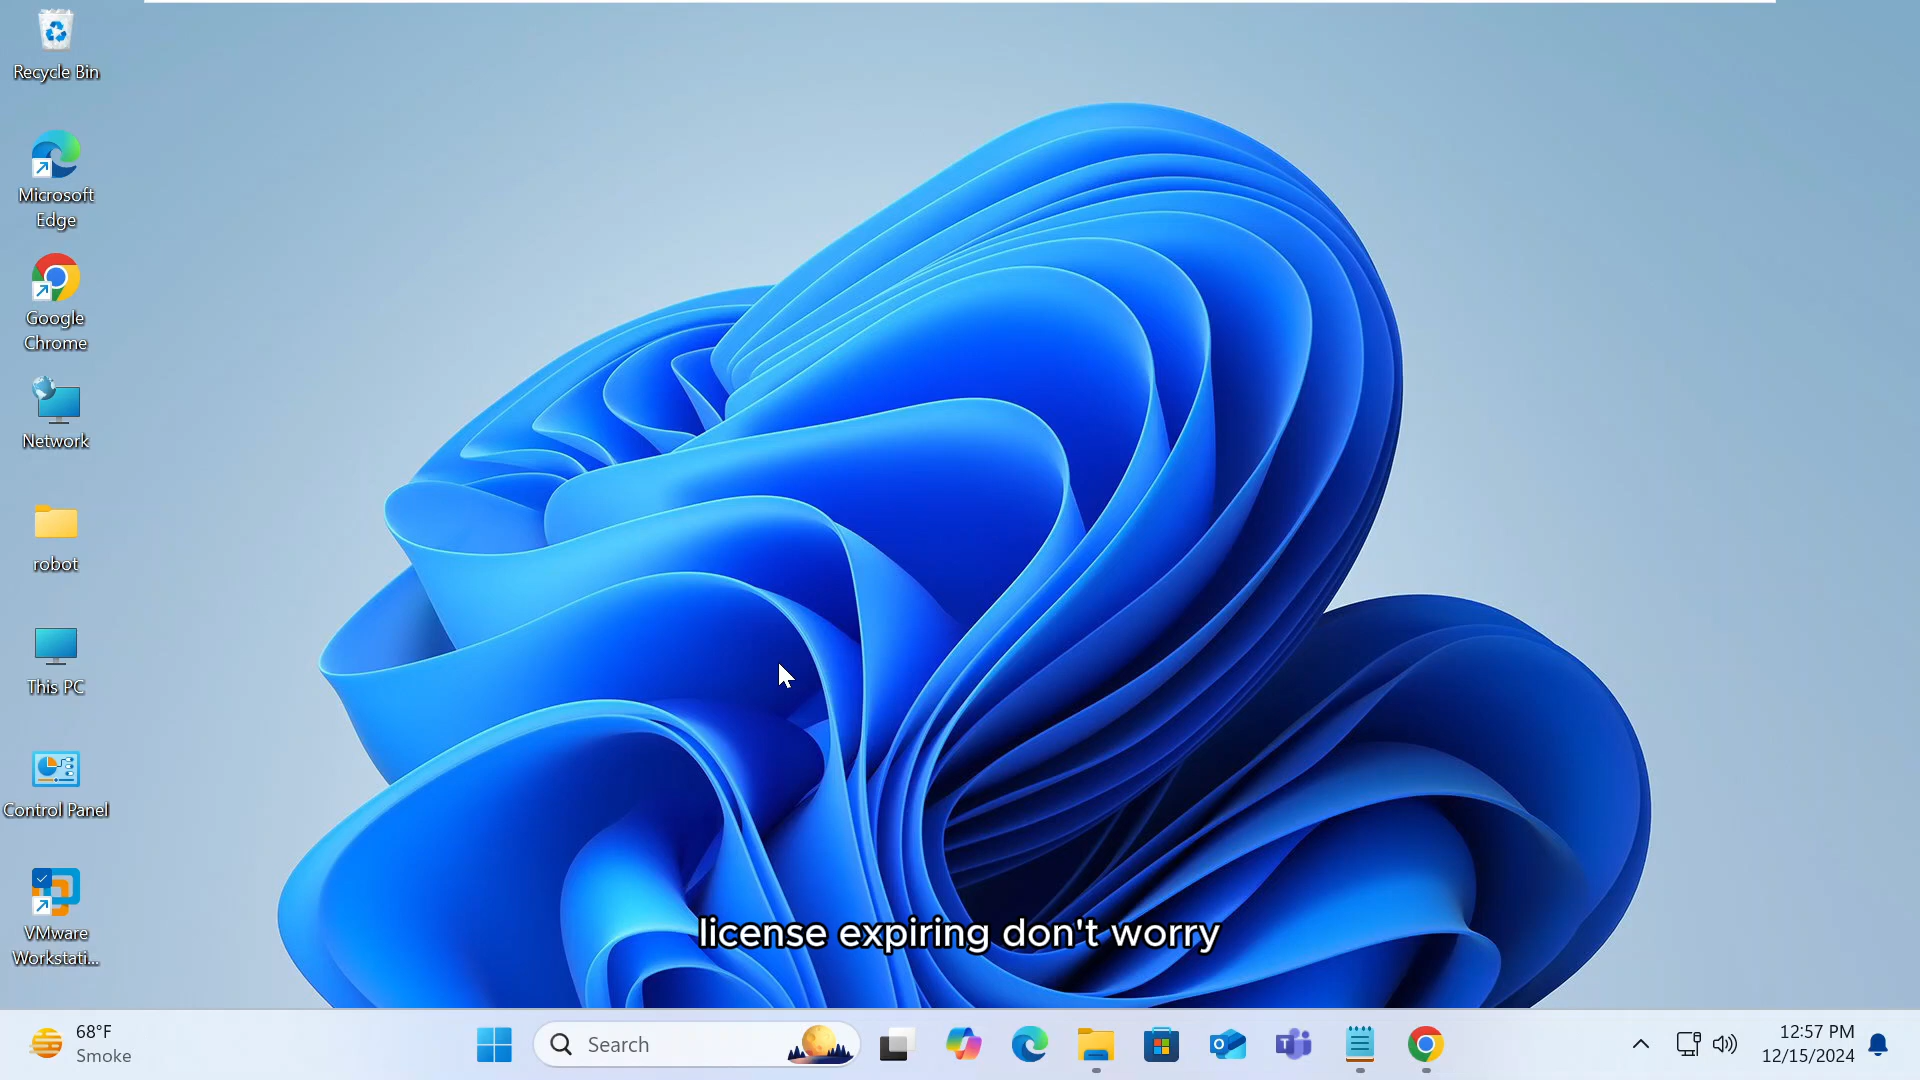 Recycle Bin
Microsoft
Edge
Google
Chrome
Network
robot
This PC
Control Panel
VMware
Workstati...
license expiring don't worry
68°F
Smoke
Search
12:57 PM
12/15/2024